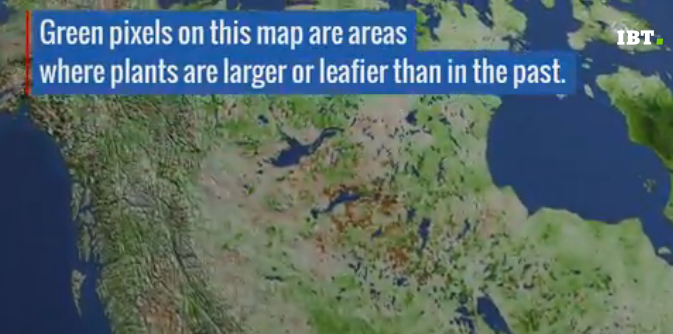 Green pixels on this map are areas
where plants are larger or leafier than in the past.
IBT.